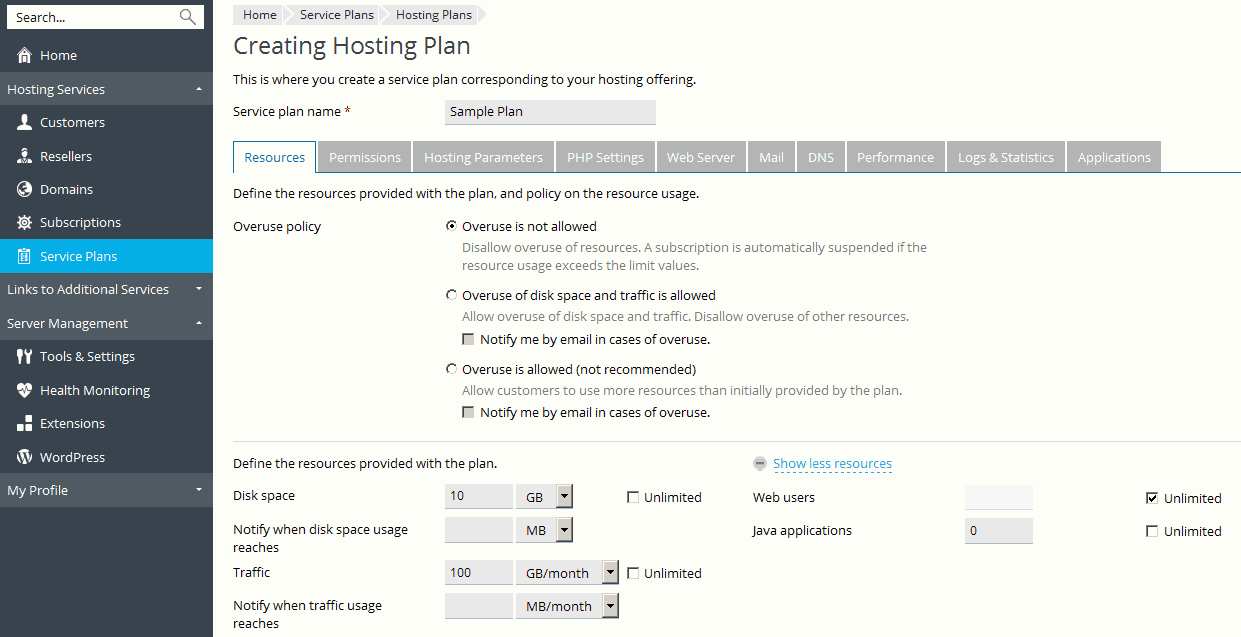 Search...
Home
Hosting Services
Customers
Resellers
Domains
Subscriptions
Service Plans
Links to Additional Services
Server Management
Tools & Settings
Health Monitoring
Extensions
WordPress
My Profile
Home Service Plans Hosting Plans
Creating Hosting Plan
This is where you create a service plan corresponding to your hosting offering.
Service plan name * Sample Plan
Resources Permissions Hosting Parameters PHP Settings Web Server Mail DNS Performance Logs & Statistics Applications
Define the resources provided with the plan, and policy on the resource usage.
Overuse policy
Overuse is not allowed
Disallow overuse of resources. A subscription is automatically suspended if the
resource usage exceeds the limit values.
Overuse of disk space and traffic is allowed
Allow overuse of disk space and traffic. Disallow overuse of other resources.
Notify me by email in cases of overuse.
Overuse is allowed (not recommended)
Allow customers to use more resources than initially provided by the plan.
Notify me by email in cases of overuse.
Define the resources provided with the plan.
Show less resources
Disk space 10 GB Unlimited
Web users Unlimited
Notify when disk space usage
reaches
MB
Java applications 0 Unlimited
Traffic 100 GB/month Unlimited
Notify when traffic usage
reaches
MB/month